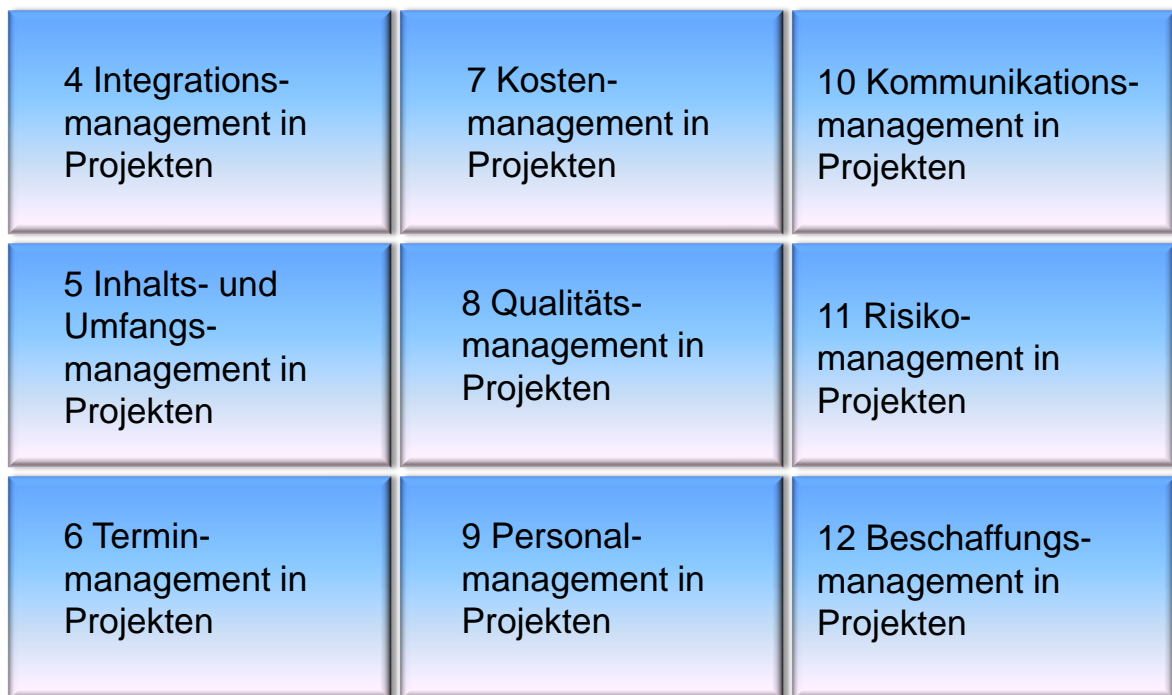 4 Integrations-
management in
Projekten
7 Kosten-
management in
Projekten
10 Kommunikations-
management in
Projekten
5 Inhalts- und
Umfangs-
management in
Projekten
8 Qualitäts-
management in
Projekten
11 Risiko-
management in
Projekten
6 Termin-
management in
Projekten
9 Personal-
management in
Projekten
12 Beschaffungs-
management in
Projekten